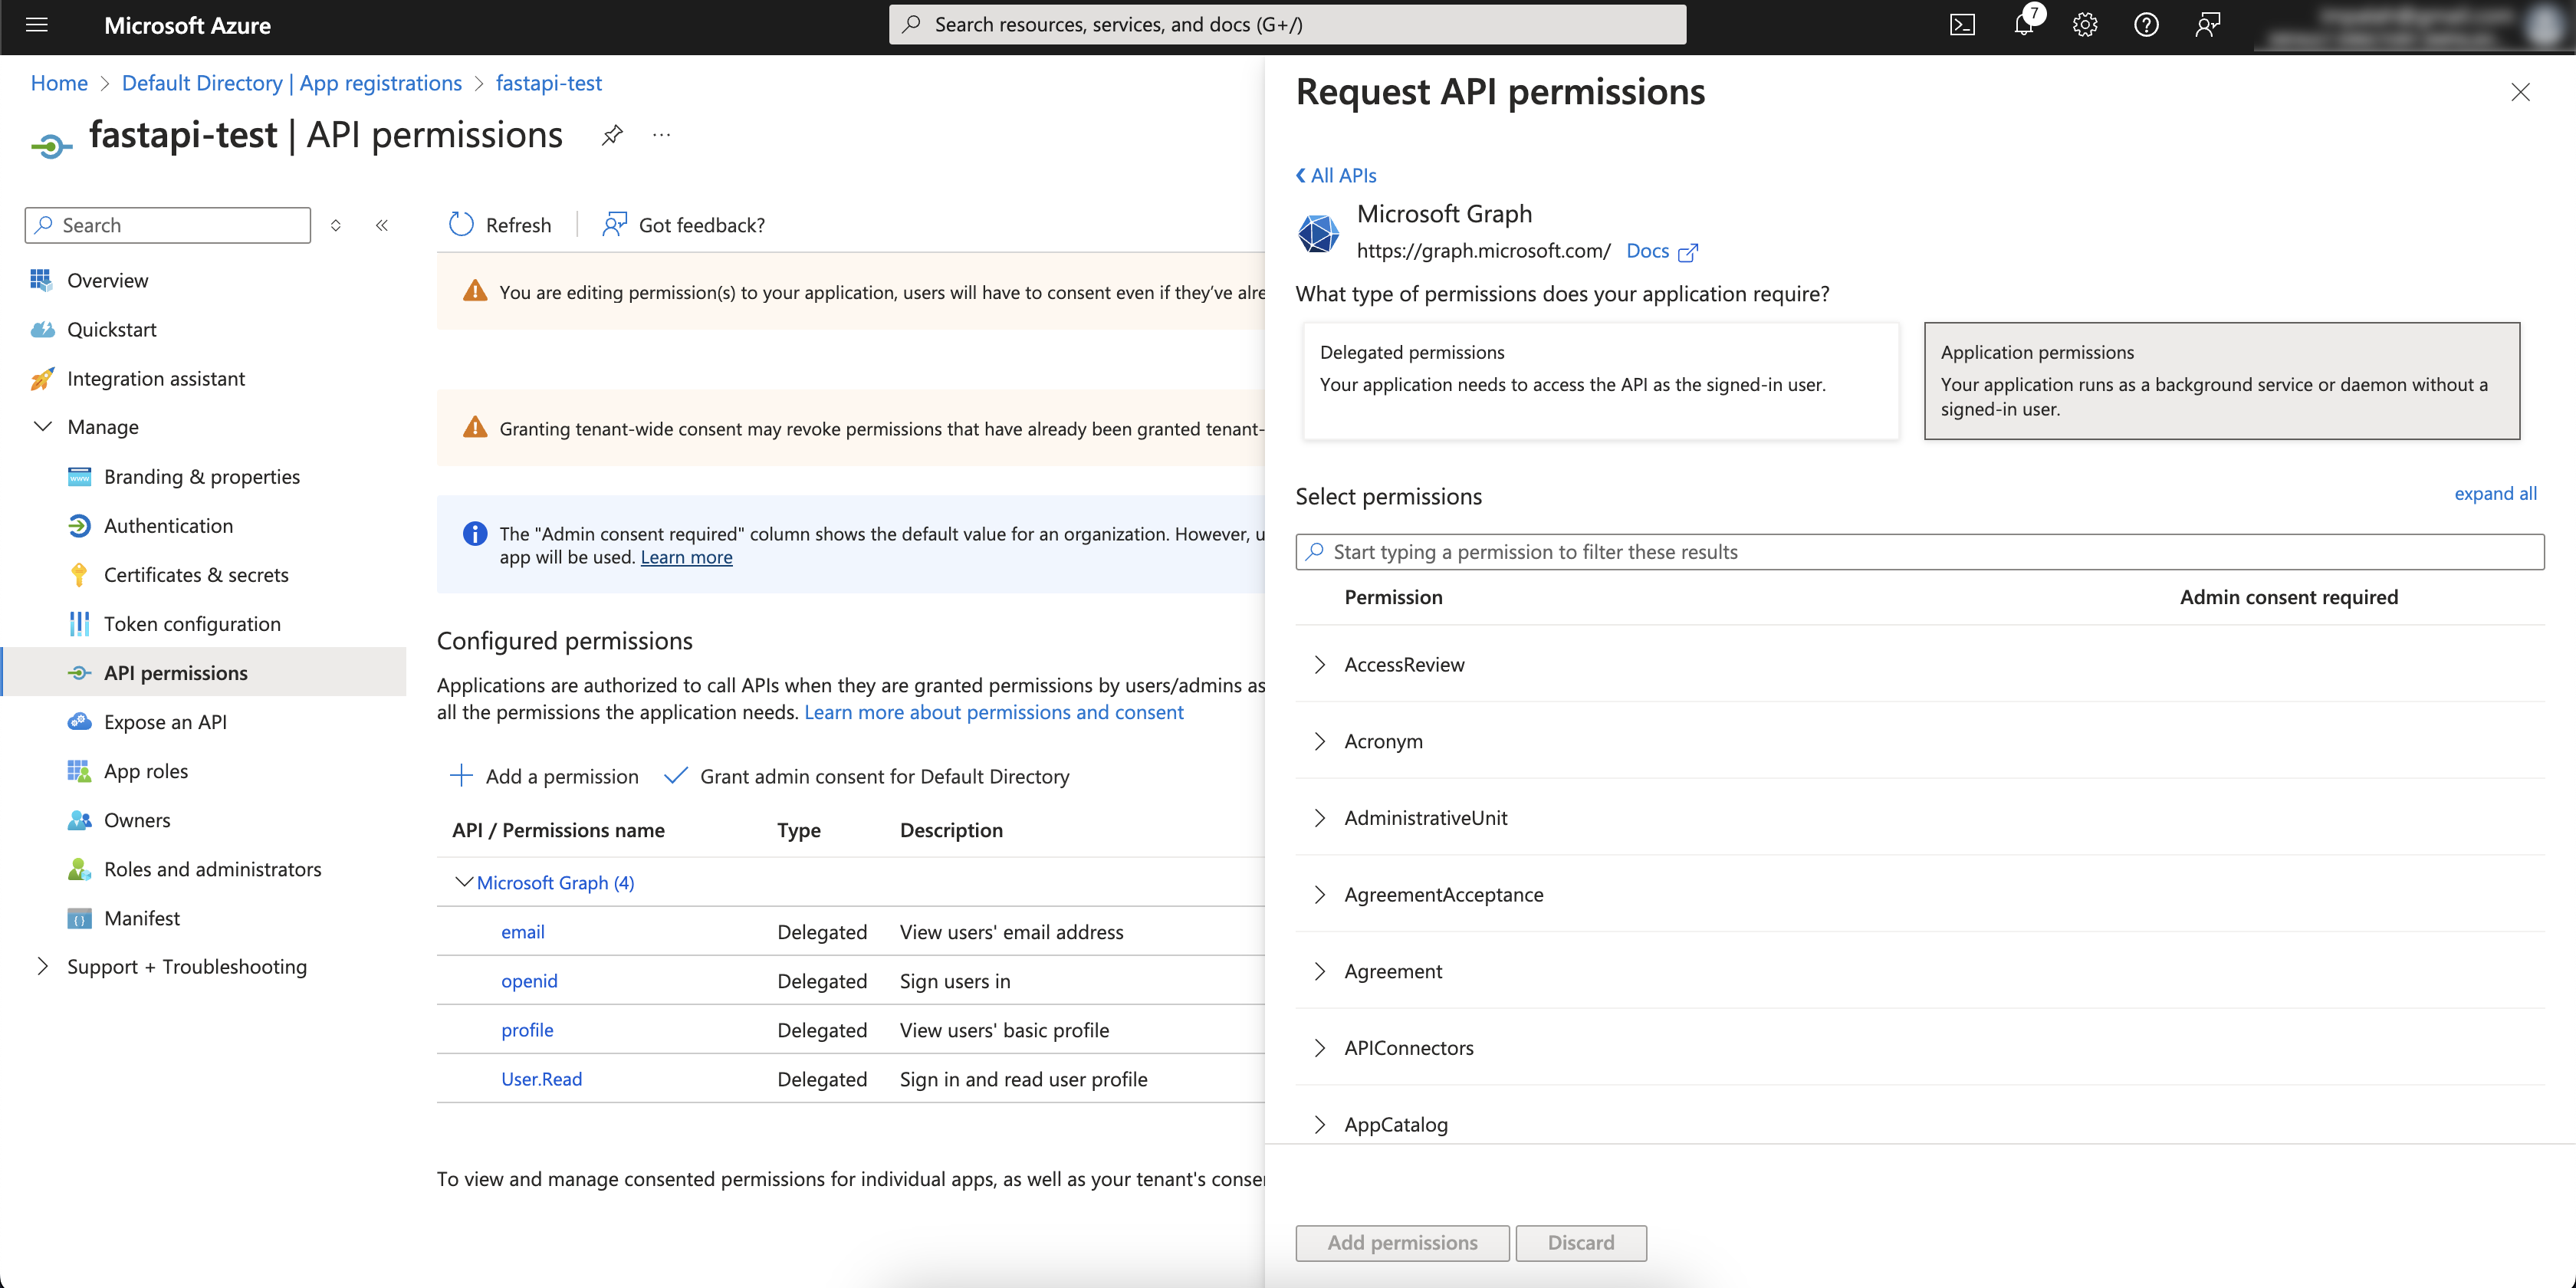 Microsoft Azure
Search resources, services, and docs (G+/)
7
Home > Default Directory | App registrations > fastapi-test
fastapi-test | API permissions
Search
Overview
Quickstart
Integration assistant
Manage
Branding & properties
www
Authentication
Certificates & secrets
Token configuration
API permissions
Expose an API
App roles
Owners
Roles and administrators
Manifest
Support + Troubleshooting
Refresh
Got feedback?
You are editing permission(s) to your application, users will have to consent even if they've alre
Granting tenant-wide consent may revoke permissions that have already been granted tenant-
The "Admin consent required" column shows the default value for an organization. However, u
app will be used. Learn more
Configured permissions
Applications are authorized to call APIs when they are granted permissions by users/admins as
all the permissions the application needs. Learn more about permissions and consent
Add a permission
Grant admin consent for Default Directory
API / Permissions name Type Description
Microsoft Graph (4)
email Delegated View users' email address
openid Delegated Sign users in
profile Delegated View users' basic profile
User.Read Delegated Sign in and read user profile
To view and manage consented permissions for individual apps, as well as your tenant's conse
Request API permissions
All APIs
Microsoft Graph
https://graph.microsoft.com/ Docs
What type of permissions does your application require?
Delegated permissions
Your application needs to access the API as the signed-in user.
Application permissions
Your application runs as a background service or daemon without a
signed-in user.
Select permissions
expand all
Start typing a permission to filter these results
Permission Admin consent required
AccessReview
Acronym
AdministrativeUnit
AgreementAcceptance
Agreement
APIConnectors
AppCatalog
Add permissions
Discard